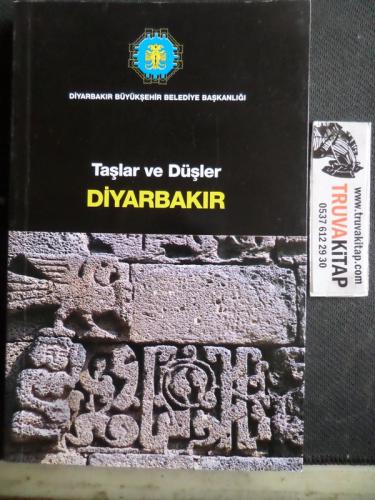 DİYARBAKIR BÜYÜKŞEHİR BELEDİYE BAŞKANLIĞI
Taşlar ve Düşler
DİYARBAKIR
www.truvakitap.com
TRUVAKİTAP
0537 612 29 30